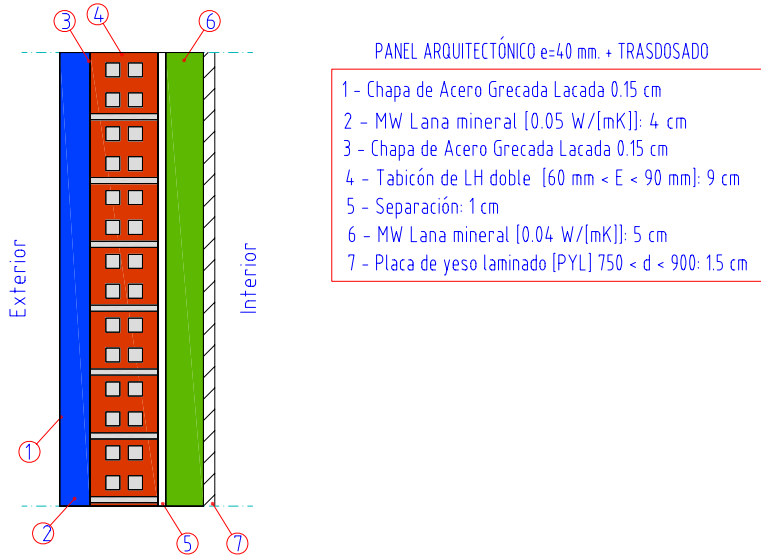 3
4
6
PANEL ARQUITECTÓNICO e=40 mm. + TRASDOSADO
1 - Chapa de Acero Grecada Lacada 0.15 cm
2 - MW Lana mineral [0.05 W/[mK]]: 4 cm
3 - Chapa de Acero Grecada Lacada 0.15 cm
4 - Tabicón de LH doble [60 mm < E < 90 mm]: 9 cm
5 - Separación: 1 cm
6 - MW Lana mineral [0.04 W/[mK]]: 5 cm
7 - Placa de yeso laminado [PYL] 750 < d < 900: 1.5 cm
Exterior
Interior
1
2
5
7